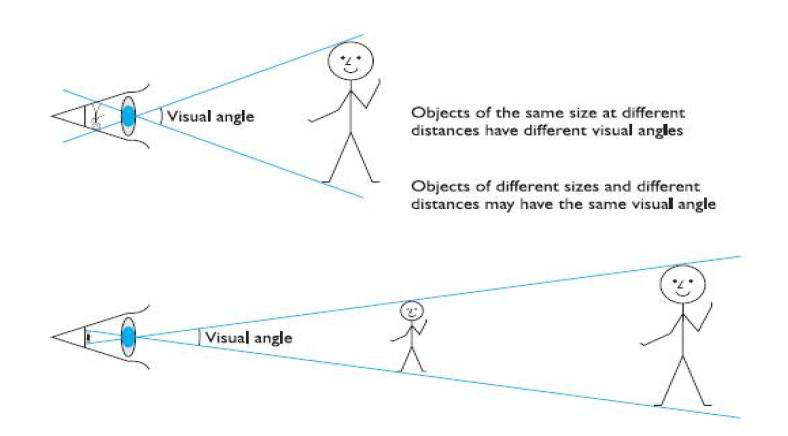 Visual angle
Objects of the same size at different
distances have different visual angles
Objects of different sizes and different
distances may have the same visual angle
Visual angle